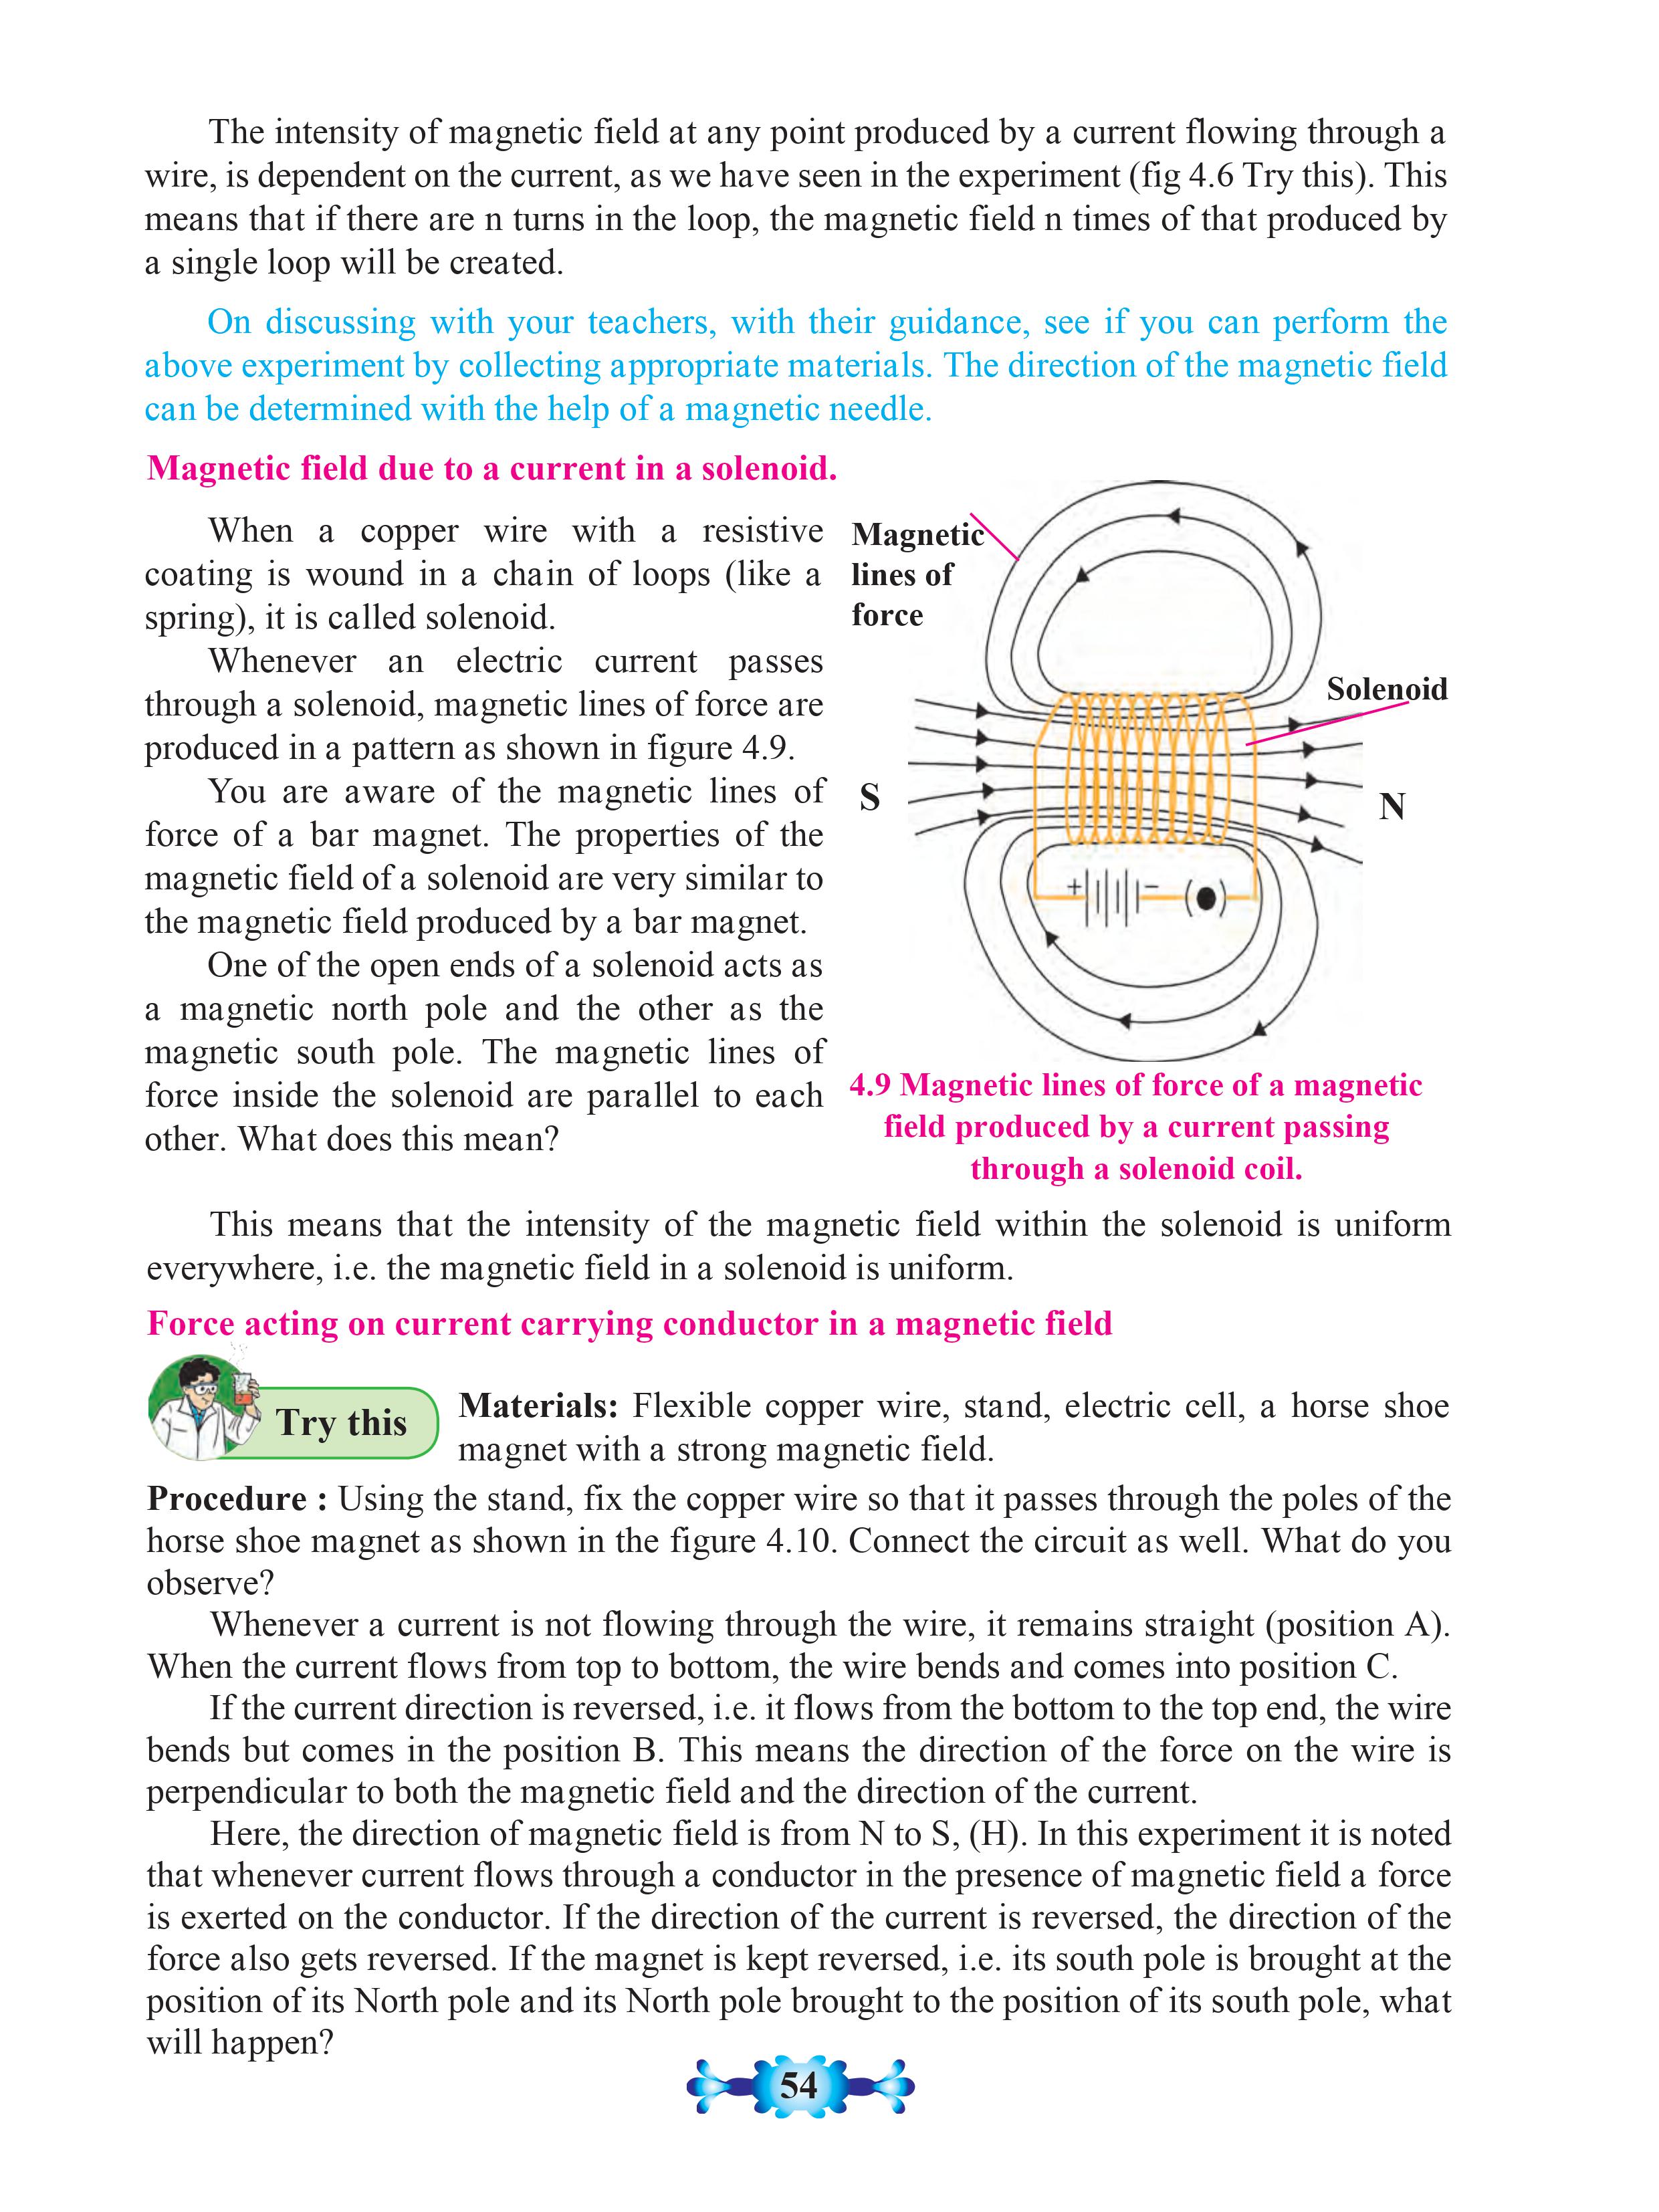 The intensity of magnetic field at any point produced by a current flowing through a
wire, is dependent on the current, as we have seen in the experiment (fig 4.6 Try this). This
means that if there are n turns in the loop, the magnetic field n times of that produced by
a single loop will be created.
On discussing with your teachers, with their guidance, see if you can perform the
above experiment by collecting appropriate materials. The direction of the magnetic field
can be determined with the help of a magnetic needle.
Magnetic field due to a current in a solenoid.
When a copper wire with a resistive
coating is wound in a chain of loops (like a
spring), it is called solenoid.
Whenever an electric current passes
through a solenoid, magnetic lines of force are
produced in a pattern as shown in figure 4.9.
You are aware of the magnetic lines of
force of a bar magnet. The properties of the
magnetic field of a solenoid are very similar to
the magnetic field produced by a bar magnet.
One of the open ends of a solenoid acts as
a magnetic north pole and the other as the
magnetic south pole. The magnetic lines of
force inside the solenoid are parallel to each
other. What does this mean?
Magnetic
lines of
force
Solenoid
S
N
+ −
4.9 Magnetic lines of force of a magnetic
field produced by a current passing
through a solenoid coil.
This means that the intensity of the magnetic field within the solenoid is uniform
everywhere, i.e. the magnetic field in a solenoid is uniform.
Force acting on current carrying conductor in a magnetic field
Try this
Materials: Flexible copper wire, stand, electric cell, a horse shoe
magnet with a strong magnetic field.
Procedure : Using the stand, fix the copper wire so that it passes through the poles of the
horse shoe magnet as shown in the figure 4.10. Connect the circuit as well. What do you
observe?
Whenever a current is not flowing through the wire, it remains straight (position A).
When the current flows from top to bottom, the wire bends and comes into position C.
If the current direction is reversed, i.e. it flows from the bottom to the top end, the wire
bends but comes in the position B. This means the direction of the force on the wire is
perpendicular to both the magnetic field and the direction of the current.
Here, the direction of magnetic field is from N to S, (H). In this experiment it is noted
that whenever current flows through a conductor in the presence of magnetic field a force
is exerted on the conductor. If the direction of the current is reversed, the direction of the
force also gets reversed. If the magnet is kept reversed, i.e. its south pole is brought at the
position of its North pole and its North pole brought to the position of its south pole, what
will happen?
54